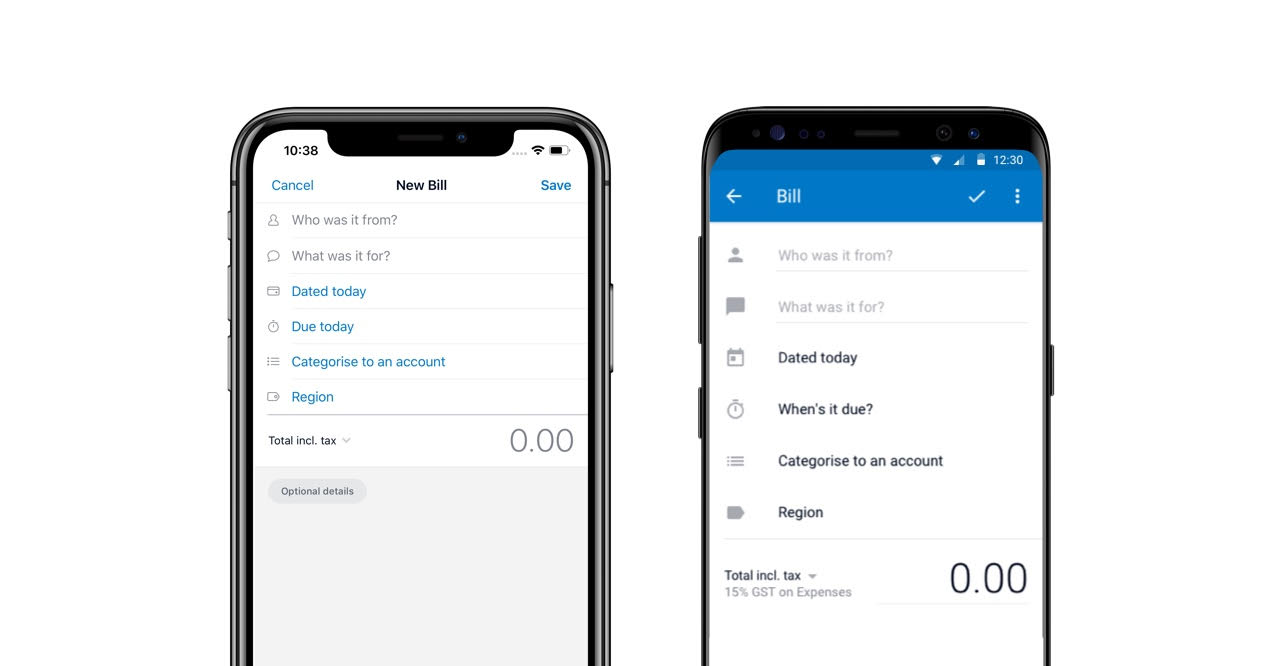 10:38
Cancel New Bill Save
Who was it from?
What was it for?
Dated today
Due today
Categorise to an account
Region
Total incl. tax 0.00
Optional details
12:30
Bill
Who was it from?
What was it for?
Dated today
When's it due?
Categorise to an account
Region
Total incl. tax 0.00
15% GST on Expenses